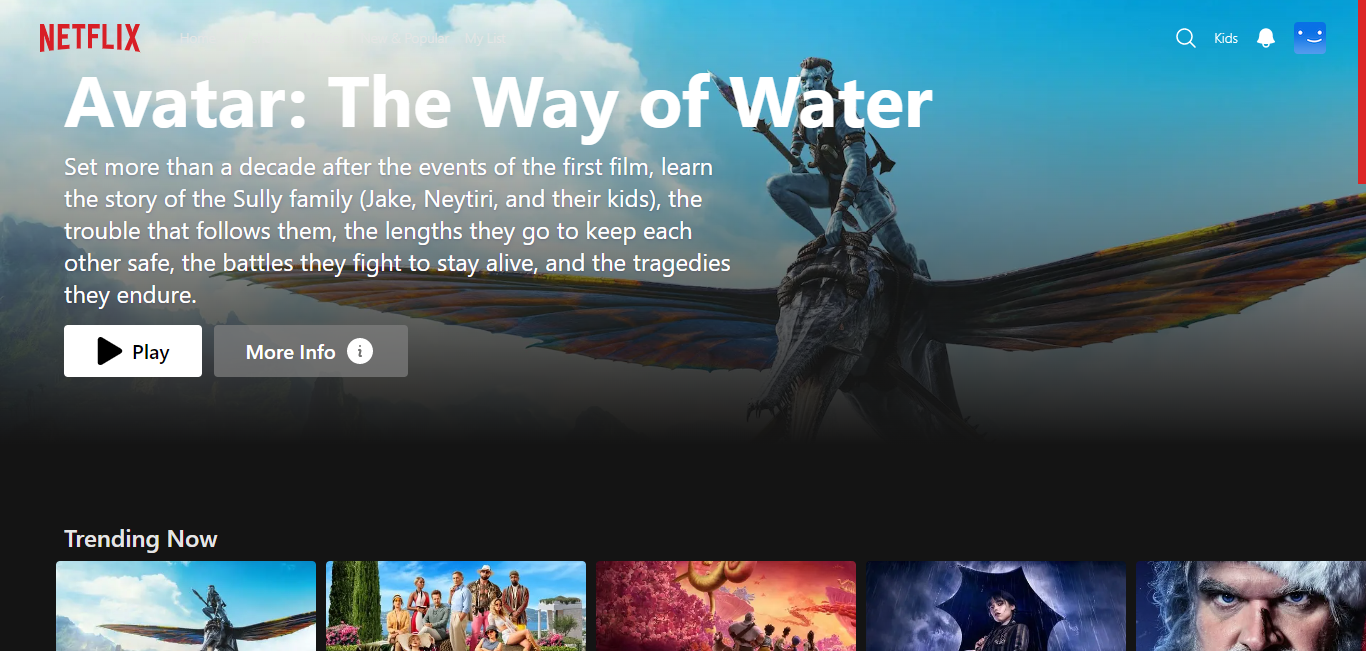 NETFLIX
My List
Kids
Avatar: The Way of Water
Set more than a decade after the events of the first film, learn
the story of the Sully family (Jake, Neytiri, and their kids), the
trouble that follows them, the lengths they go to keep each
other safe, the battles they fight to stay alive, and the tragedies
they endure.
Play
More Info
Trending Now